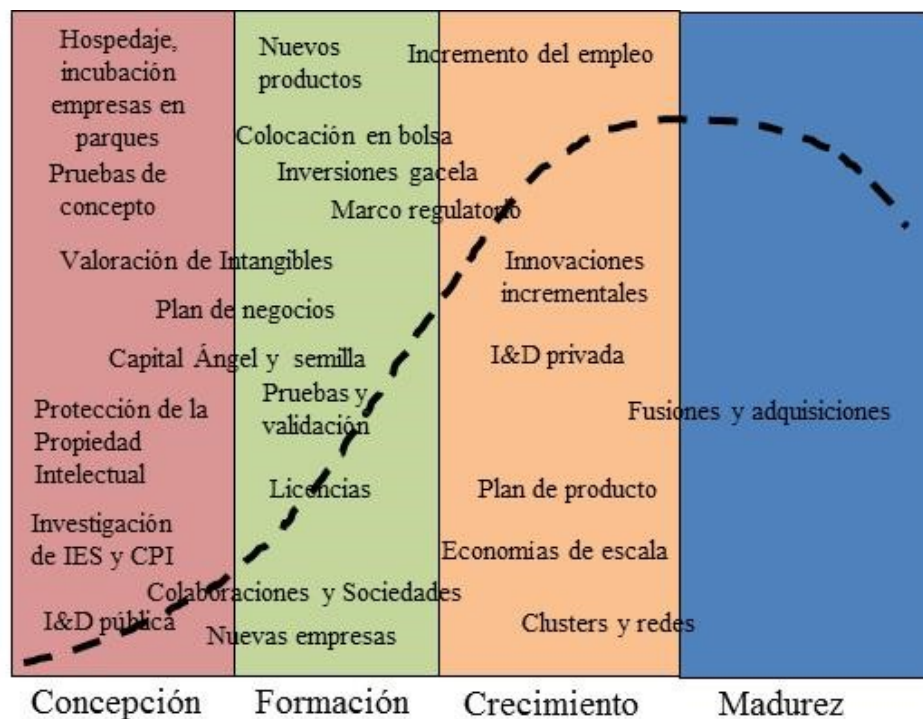 Hospedaje,
incubación
empresas en
parques
Pruebas de
concepto
Valoración de Intangibles
Plan de negocios
Capital Ángel y semilla
Protección de la
Propiedad
Intelectual
Investigación
de IES y CPI
I&D pública
Nuevos
productos
Colocación en bolsa
Inversiones gacela
Marco regulatorio
Pruebas y
validación
Licencias
Colaboraciones y Sociedades
Nuevas empresas
Incremento del empleo
Innovaciones
incrementales
I&D privada
Plan de producto
Economías de escala
Clusters y redes
Fusiones y adquisiciones
Concepción
Formación
Crecimiento
Madurez